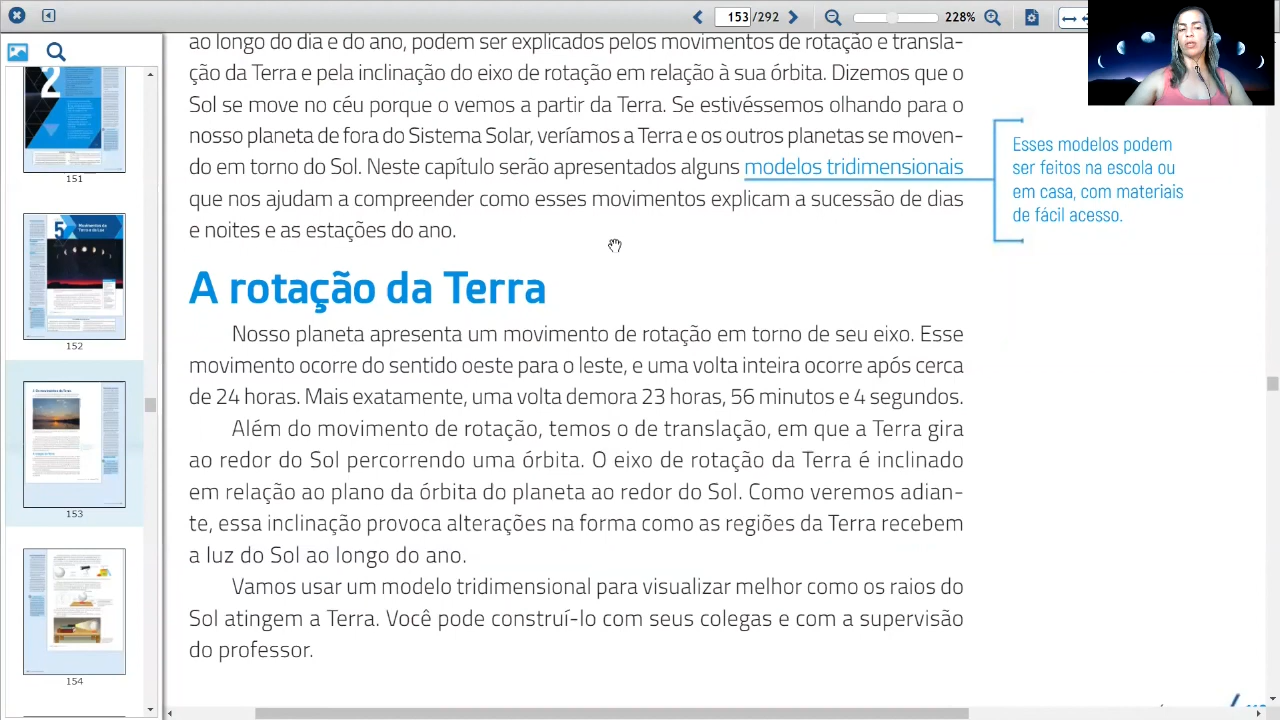 153 /292
228%
2
151
5 Movimentos da
Terra e da Lua
152
153
154
ao longo do dia e do ano, podem ser explicados pelos movimentos de rotação e transla-
ção da Terra e pela inclinação do eixo de rotação em relação à sua órbita. Dizemos que o
Sol se move no céu porque o vemos a partir da Terra. Se estivéssemos olhando para o
nosso planeta de fora do Sistema Solar, veríamos a Terra e os outros planetas se moven-
do em torno do Sol. Neste capítulo serão apresentados alguns modelos tridimensionais
que nos ajudam a compreender como esses movimentos explicam a sucessão de dias
e noites e as estações do ano.
Esses modelos podem
ser feitos na escola ou
em casa, com materiais
de fácil acesso.
A rotação da Terra
Nosso planeta apresenta um movimento de rotação em torno de seu eixo. Esse
movimento ocorre do sentido oeste para o leste, e uma volta inteira ocorre após cerca
de 24 horas. Mais exatamente, uma volta demora 23 horas, 56 minutos e 4 segundos.
Além do movimento de rotação, temos o de translação, em que a Terra gira
ao redor do Sol percorrendo uma órbita. O eixo de rotação da Terra é inclinado
em relação ao plano da órbita do planeta ao redor do Sol. Como veremos adian-
te, essa inclinação provoca alterações na forma como as regiões da Terra recebem
a luz do Sol ao longo do ano.
Vamos usar um modelo tridimensional para visualizar melhor como os raios do
Sol atingem a Terra. Você pode construí-lo com seus colegas e com a supervisão
do professor.